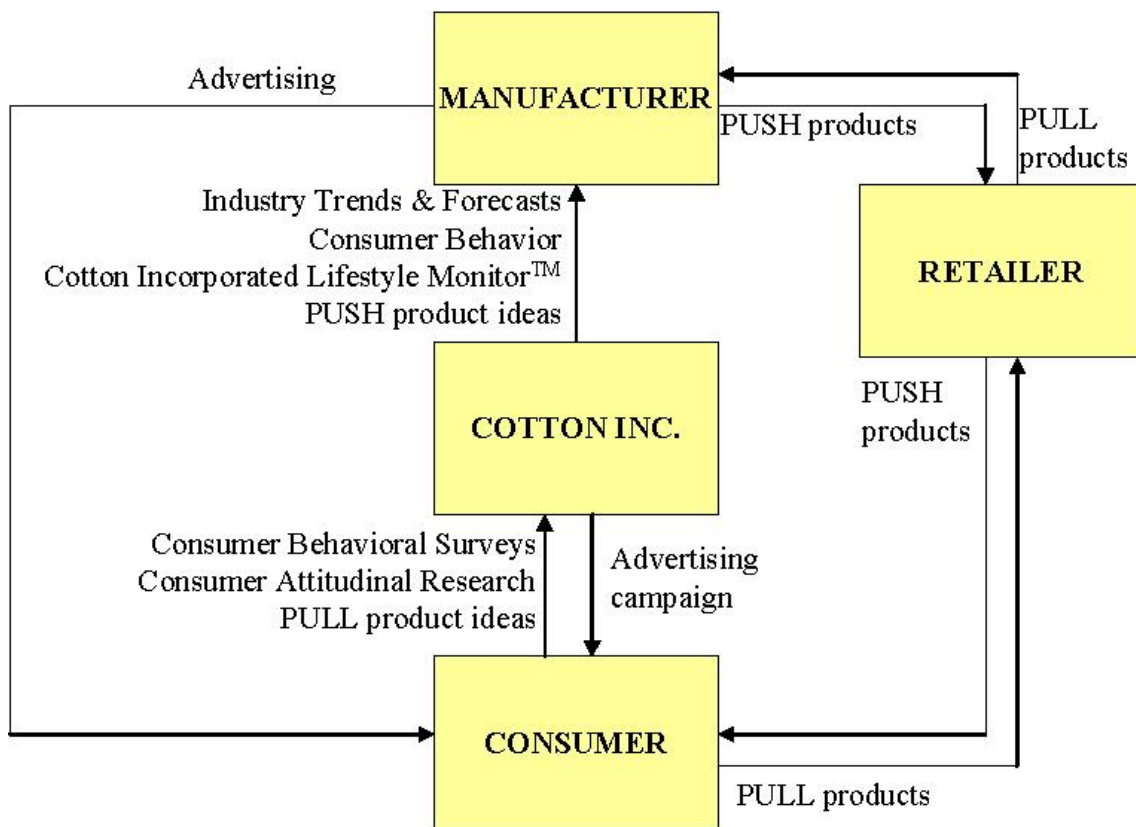 Advertising
MANUFACTURER
PUSH products
PULL
products
Industry Trends & Forecasts
Consumer Behavior
Cotton Incorporated Lifestyle Monitor™
PUSH product ideas
RETAILER
COTTON INC.
PUSH
products
Consumer Behavioral Surveys
Consumer Attitudinal Research
PULL product ideas
Advertising
campaign
CONSUMER
PULL products